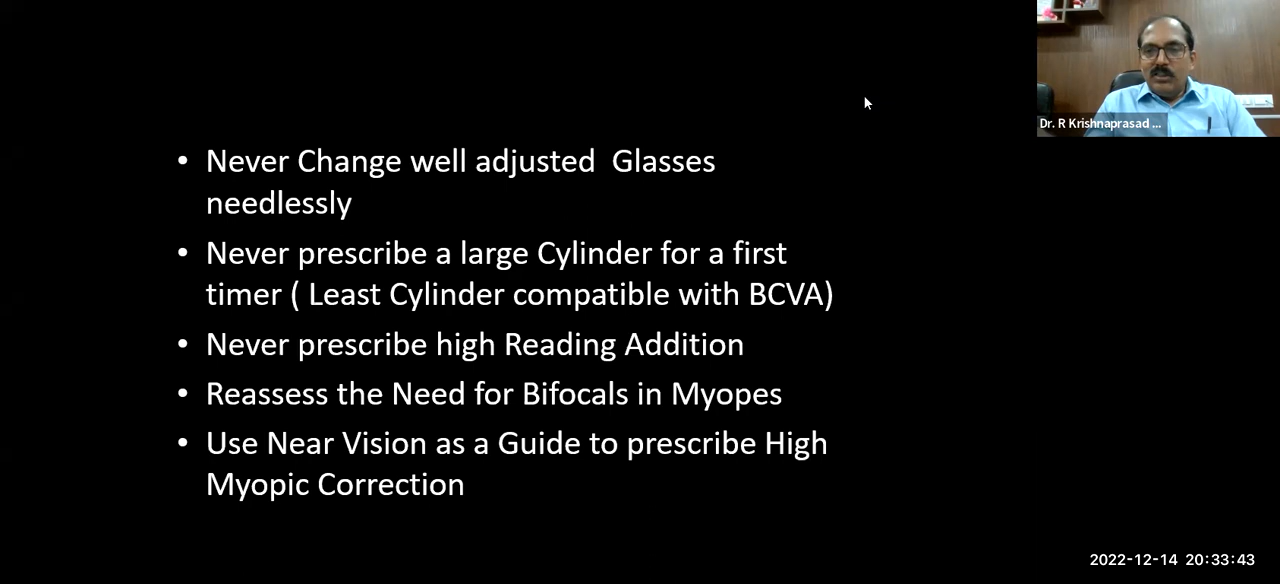 Dr. R Krishnaprasad ...
• Never Change well adjusted  Glasses
needlessly
• Never prescribe a large Cylinder for a first
timer ( Least Cylinder compatible with BCVA)
• Never prescribe high Reading Addition
• Reassess the Need for Bifocals in Myopes
• Use Near Vision as a Guide to prescribe High
Myopic Correction
2022-12-14 20:33:43